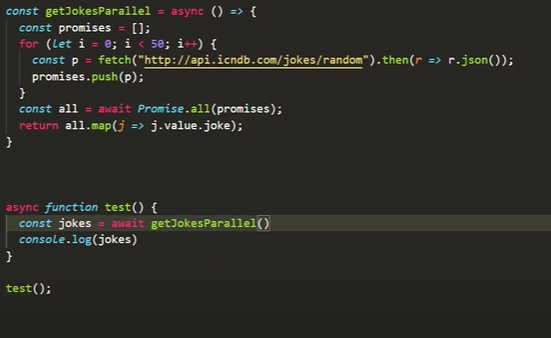 const getJokesParallel = async () => {
  const promises = [];
  for (let i = 0; i < 50; i++) {
    const p = fetch("http://api.icndb.com/jokes/random").then(r => r.json());
    promises.push(p);
  }
  const all = await Promise.all(promises);
  return all.map(j => j.value.joke);
}
async function test() {
  const jokes = await getJokesParallel()
  console.log(jokes)
}
test();